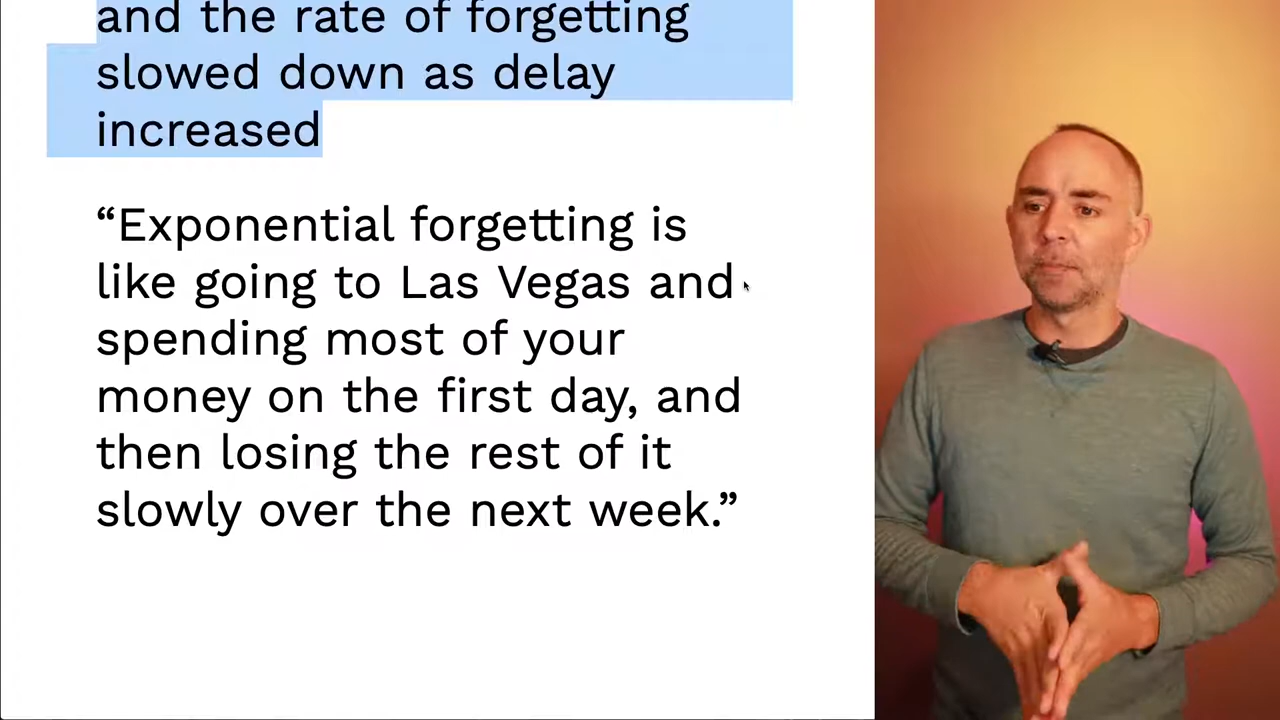 and the rate of forgetting
slowed down as delay
increased
“Exponential forgetting is
like going to Las Vegas and
spending most of your
money on the first day, and
then losing the rest of it
slowly over the next week.”